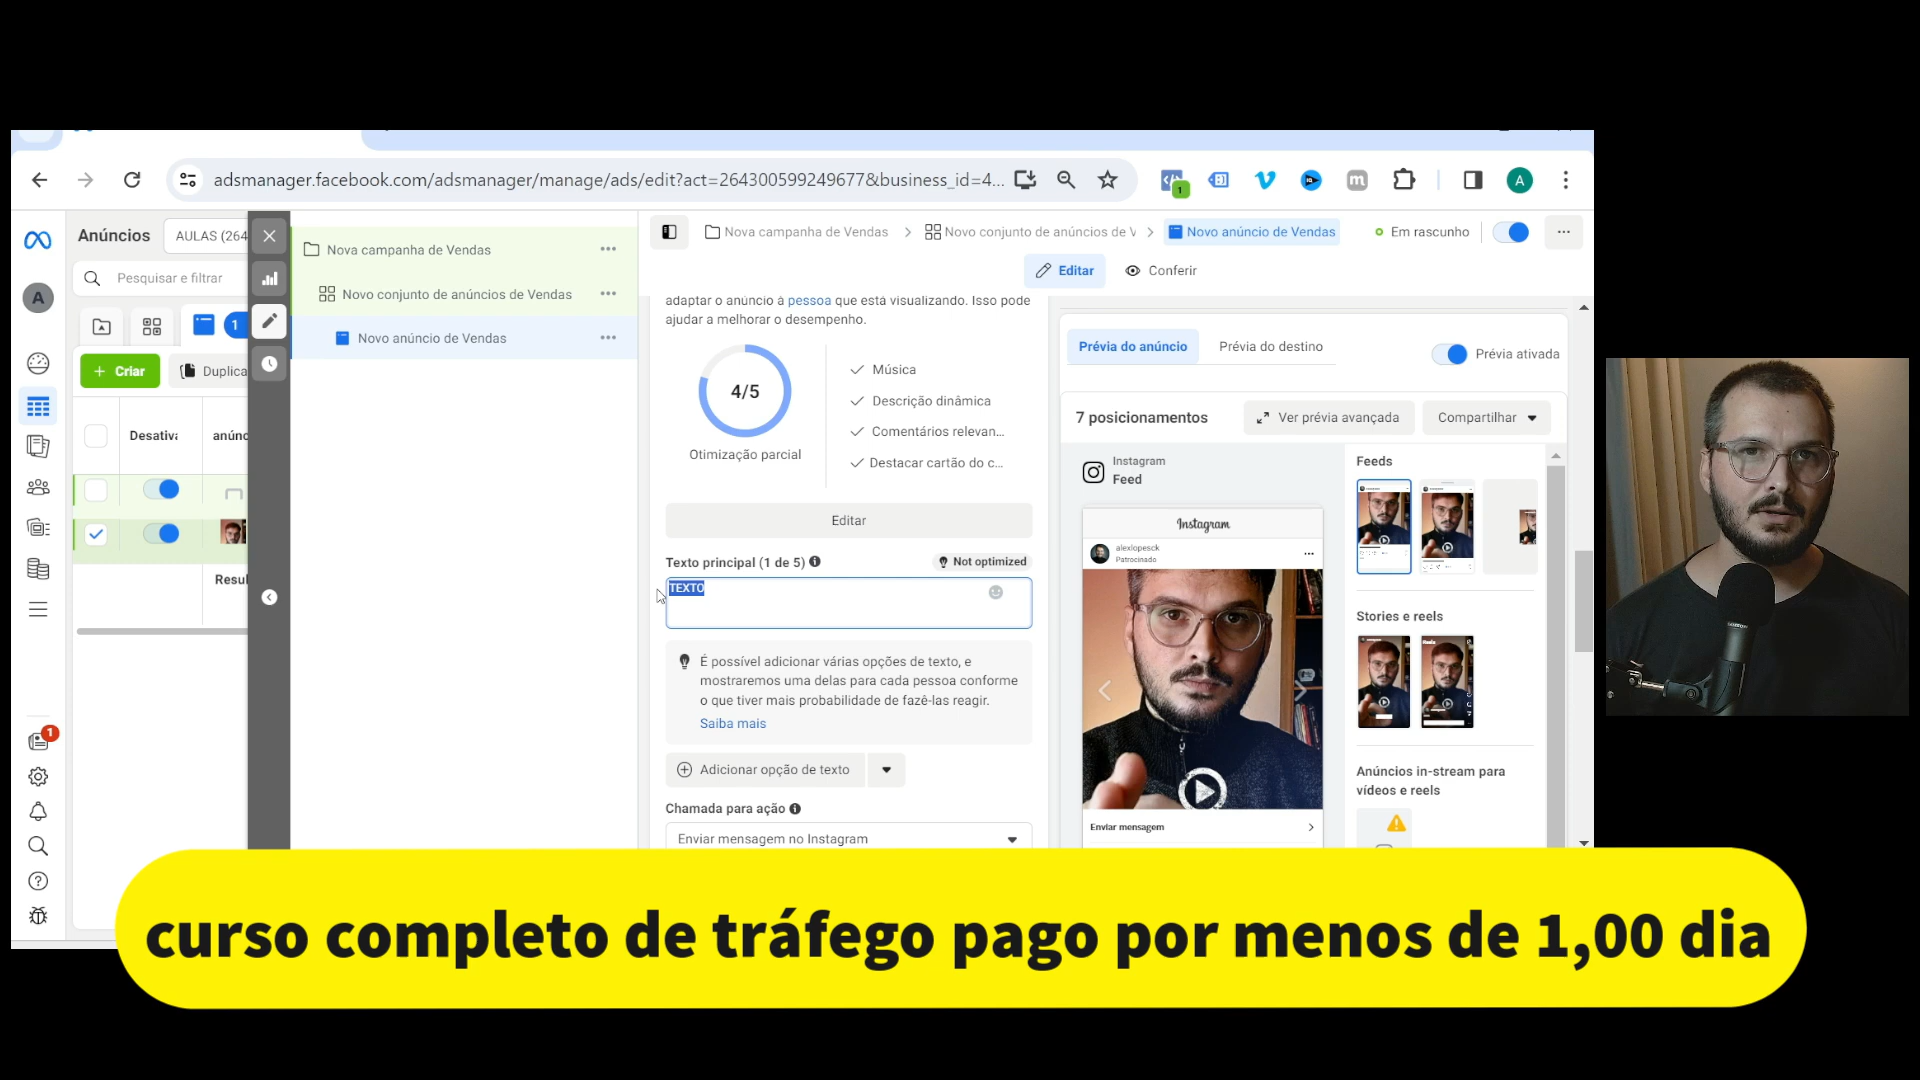 adsmanager.facebook.com/adsmanager/manage/ads/edit?act=264300599249677&business_id=4...
1
m
A
Anúncios
AULAS (264
Pesquisar e filtrar
A
1
+ Criar
Duplica
Desativa
anúnc
Resul
1
Nova campanha de Vendas
Novo conjunto de anúncios de Vendas
Novo anúncio de Vendas
Nova campanha de Vendas
Novo conjunto de anúncios de V
Novo anúncio de Vendas
Em rascunho
Editar
Conferir
adaptar o anúncio à pessoa que está visualizando. Isso pode
ajudar a melhorar o desempenho.
4/5
Otimização parcial
Música
Descrição dinâmica
Comentários relevan...
Destacar cartão do c...
Editar
Texto principal (1 de 5)
Not optimized
TEXTO
É possível adicionar várias opções de texto, e
mostraremos uma delas para cada pessoa conforme
o que tiver mais probabilidade de fazê-las reagir.
Saiba mais
Adicionar opção de texto
Chamada para ação
Enviar mensagem no Instagram
Prévia do anúncio
Prévia do destino
Prévia ativada
7 posicionamentos
Ver prévia avançada
Compartilhar
Instagram
Feed
Instagram
alexlopesck
Patrocinado
Enviar mensagem
Feeds
Stories e reels
Anúncios in-stream para
vídeos e reels
curso completo de tráfego pago por menos de 1,00 dia